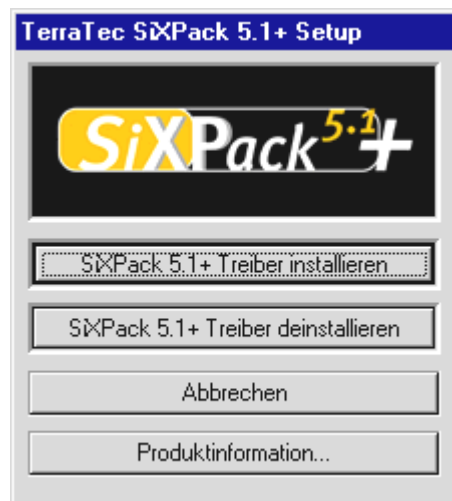 TerraTec SiXPack 5.1+ Setup
SiXPack 5.1+
SiXPack 5.1+ Treiber installieren
SiXPack 5.1+ Treiber deinstallieren
Abbrechen
Produktinformation...